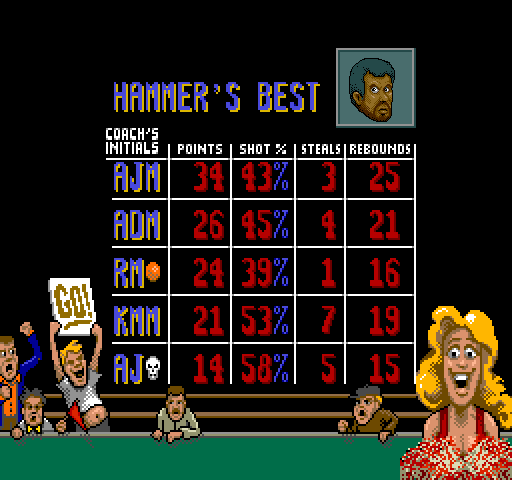 HAMMER'S BEST
COACH'S INITIALS POINTS SHOT % STEALS REBOUNDS
AJM 34 43% 3 25
ADM 26 45% 4 21
RM 24 39% 1 16
KMM 21 53% 7 19
AJ 14 58% 5 15
GO!